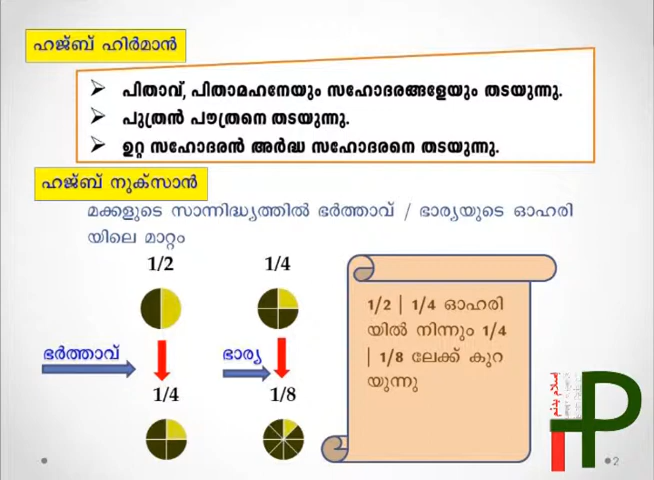 ഹജ്ബ് ഹിർമാൻ
പിതാവ്, പിതാമഹനേയും സഹോദരങ്ങളേയും തടയുന്നു.
പുത്രൻ പൗത്രനെ തടയുന്നു.
ഉറ്റ സഹോദരൻ അർദ്ധ സഹോദരനെ തടയുന്നു.
ഹജ്ബ് നുക്സാൻ
മക്കളുടെ സാന്നിദ്ധ്യത്തിൽ ഭർത്താവ് / ഭാര്യയുടെ ഓഹരി
യിലെ മാറ്റം
1/2 1/4
ഭർത്താവ് ഭാര്യ
1/4 1/8
1/2 | 1/4 ഓഹരി
യിൽ നിന്നും 1/4
| 1/8 ലേക്ക് കുറ
യുന്നു
2